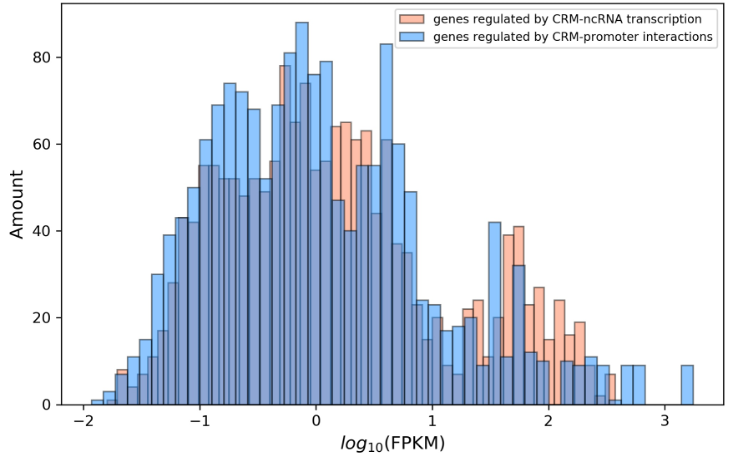 genes regulated by CRM-ncRNA transcription
genes regulated by CRM-promoter interactions
80
60
40
20
0
Amount
−2 −1 0 1 2 3
log₁₀(FPKM)